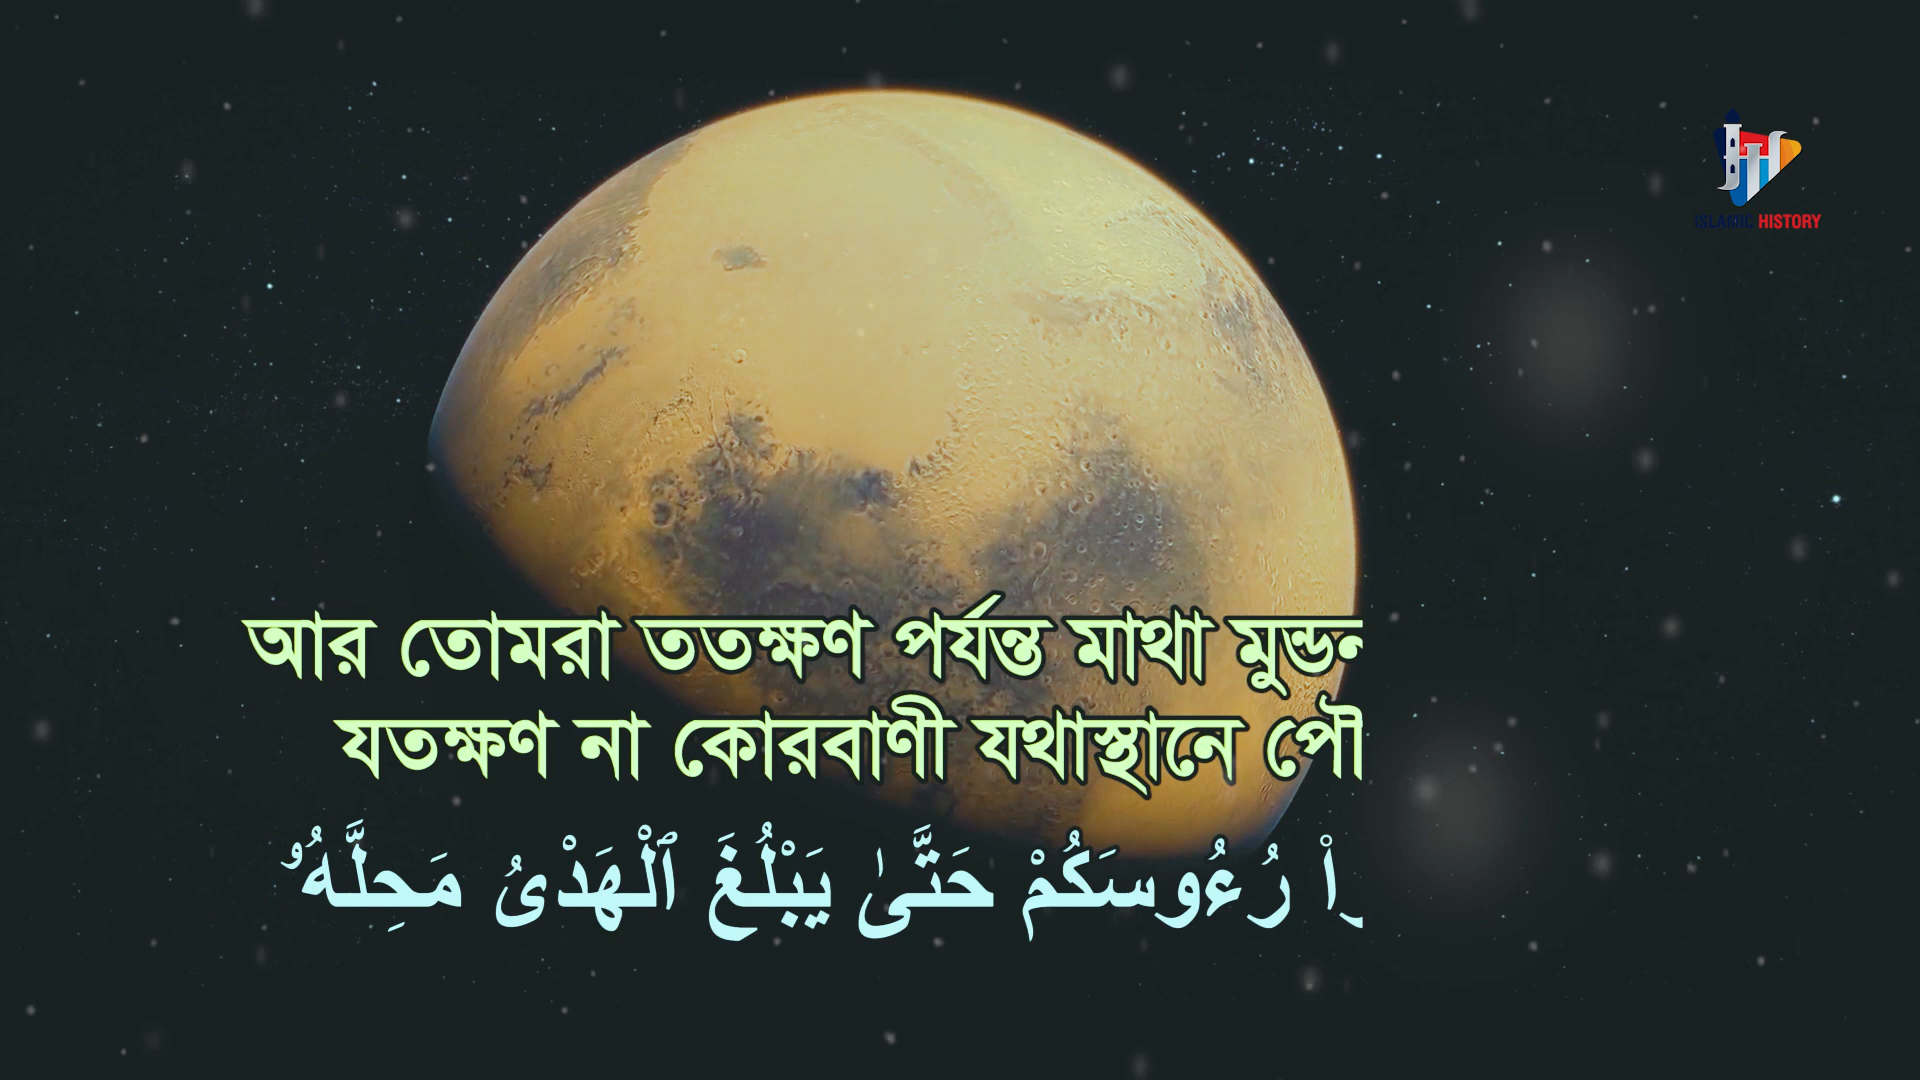 ISLAMIC HISTORY
আর তোমরা ততক্ষণ পর্যন্ত মাথা
যতক্ষণ না কোরবাণী যথাস্থানে
رُءُوسَكُمْ حَتَّىٰ يَبْلُغَ ٱلْهَدْىُ مَحِلَّهُۥ